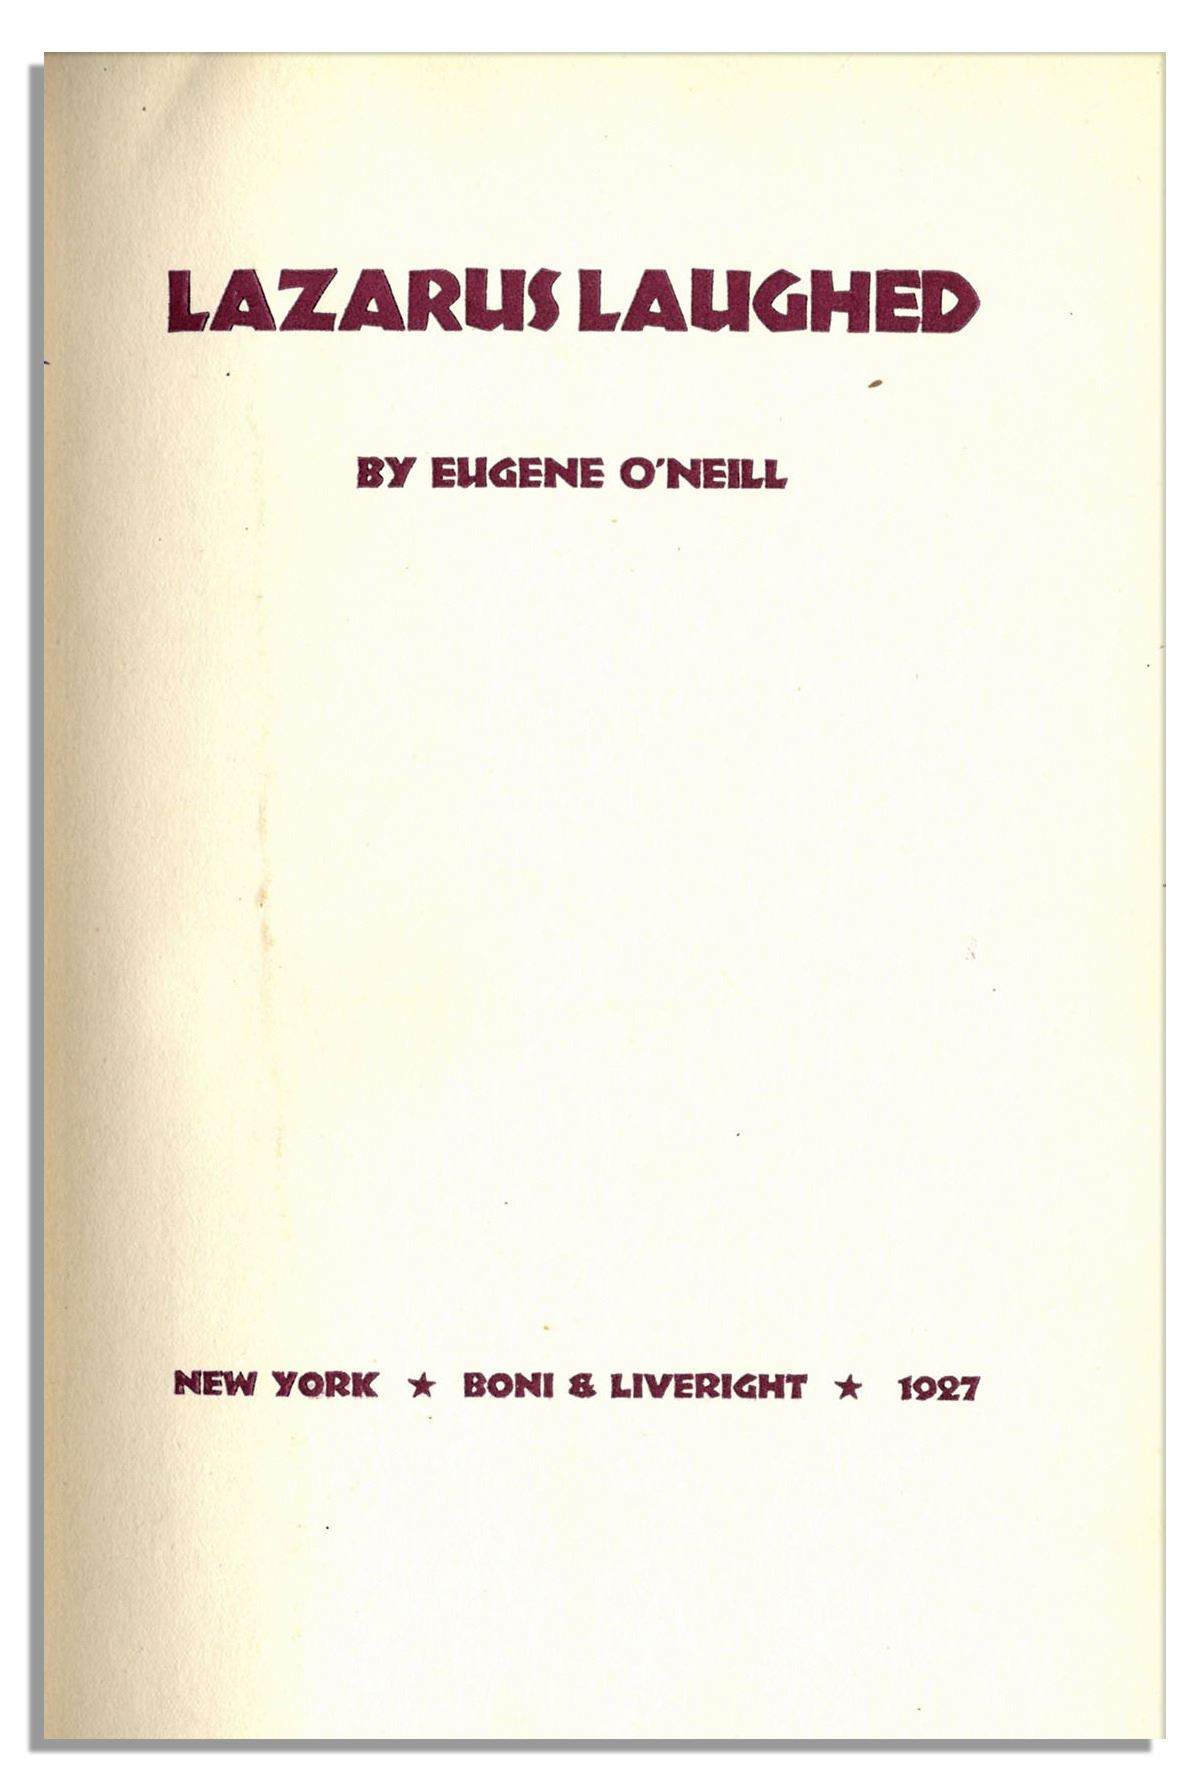 LAZARUS LAUGHED
BY EUGENE O'NEILL
NEW YORK ★ BONI & LIVERIGHT ★ 1927